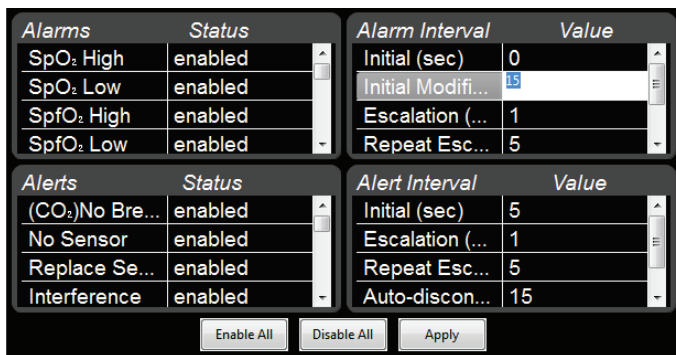 Alarms Status
SpO₂ High enabled
SpO₂ Low enabled
SpfO₂ High enabled
SpfO₂ Low enabled
Alarm Interval Value
Initial (sec) 0
Initial Modifi... 15
Escalation (... 1
Repeat Esc... 5
Alerts Status
(CO₂)No Bre... enabled
No Sensor enabled
Replace Se... enabled
Interference enabled
Alert Interval Value
Initial (sec) 5
Escalation (... 1
Repeat Esc... 5
Auto-discon... 15
Enable All Disable All Apply